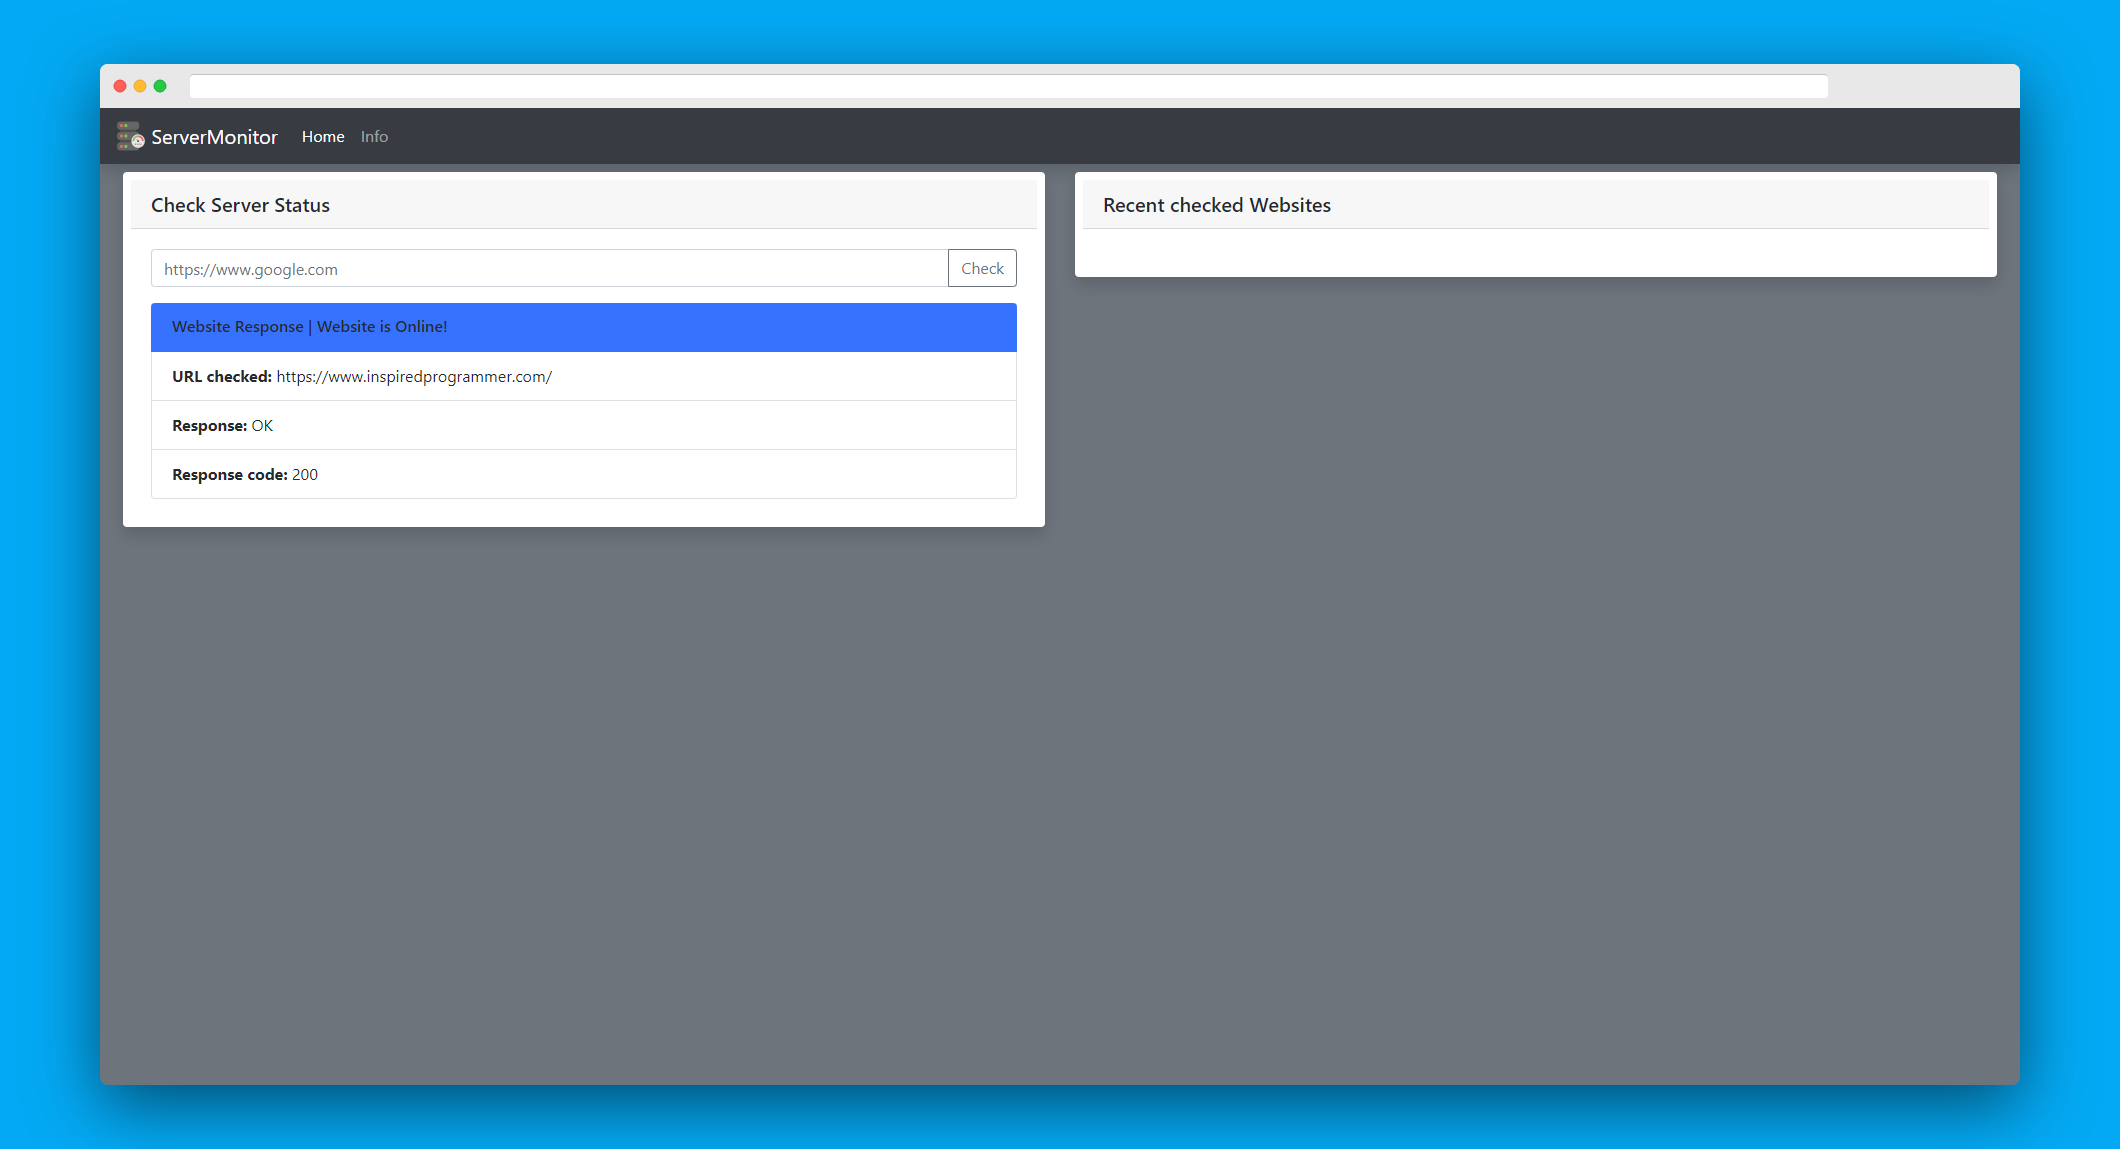 ServerMonitor Home Info
Check Server Status
https://www.google.com Check
Website Response | Website is Online!
URL checked: https://www.inspiredprogrammer.com/
Response: OK
Response code: 200
Recent checked Websites